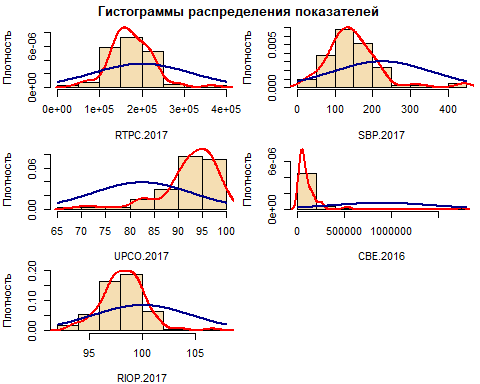 Гистограммы распределения показателей
Плотность
0e+00 6e-06
0e+00 1e+05 2e+05 3e+05 4e+05
RTPC.2017
Плотность
0.000 0.005
0 100 200 300 400
SBP.2017
Плотность
0.00 0.06
65 70 75 80 85 90 95 100
UPCO.2017
Плотность
0e+00 6e-06
0 500000 1000000
CBE.2016
Плотность
0.00 0.10 0.20
95 100 105
RIOP.2017